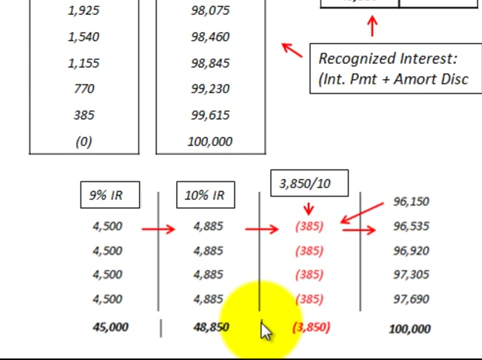 1,925 98,075
1,540 98,460
1,155 98,845
770 99,230
385 99,615
(0) 100,000
Recognized Interest:
(Int. Pmt + Amort Disc
9% IR 10% IR 3,850/10
96,150
4,500 4,885 (385) 96,535
4,500 4,885 (385) 96,920
4,500 4,885 (385) 97,305
4,500 4,885 (385) 97,690
45,000 48,850 (3,850) 100,000